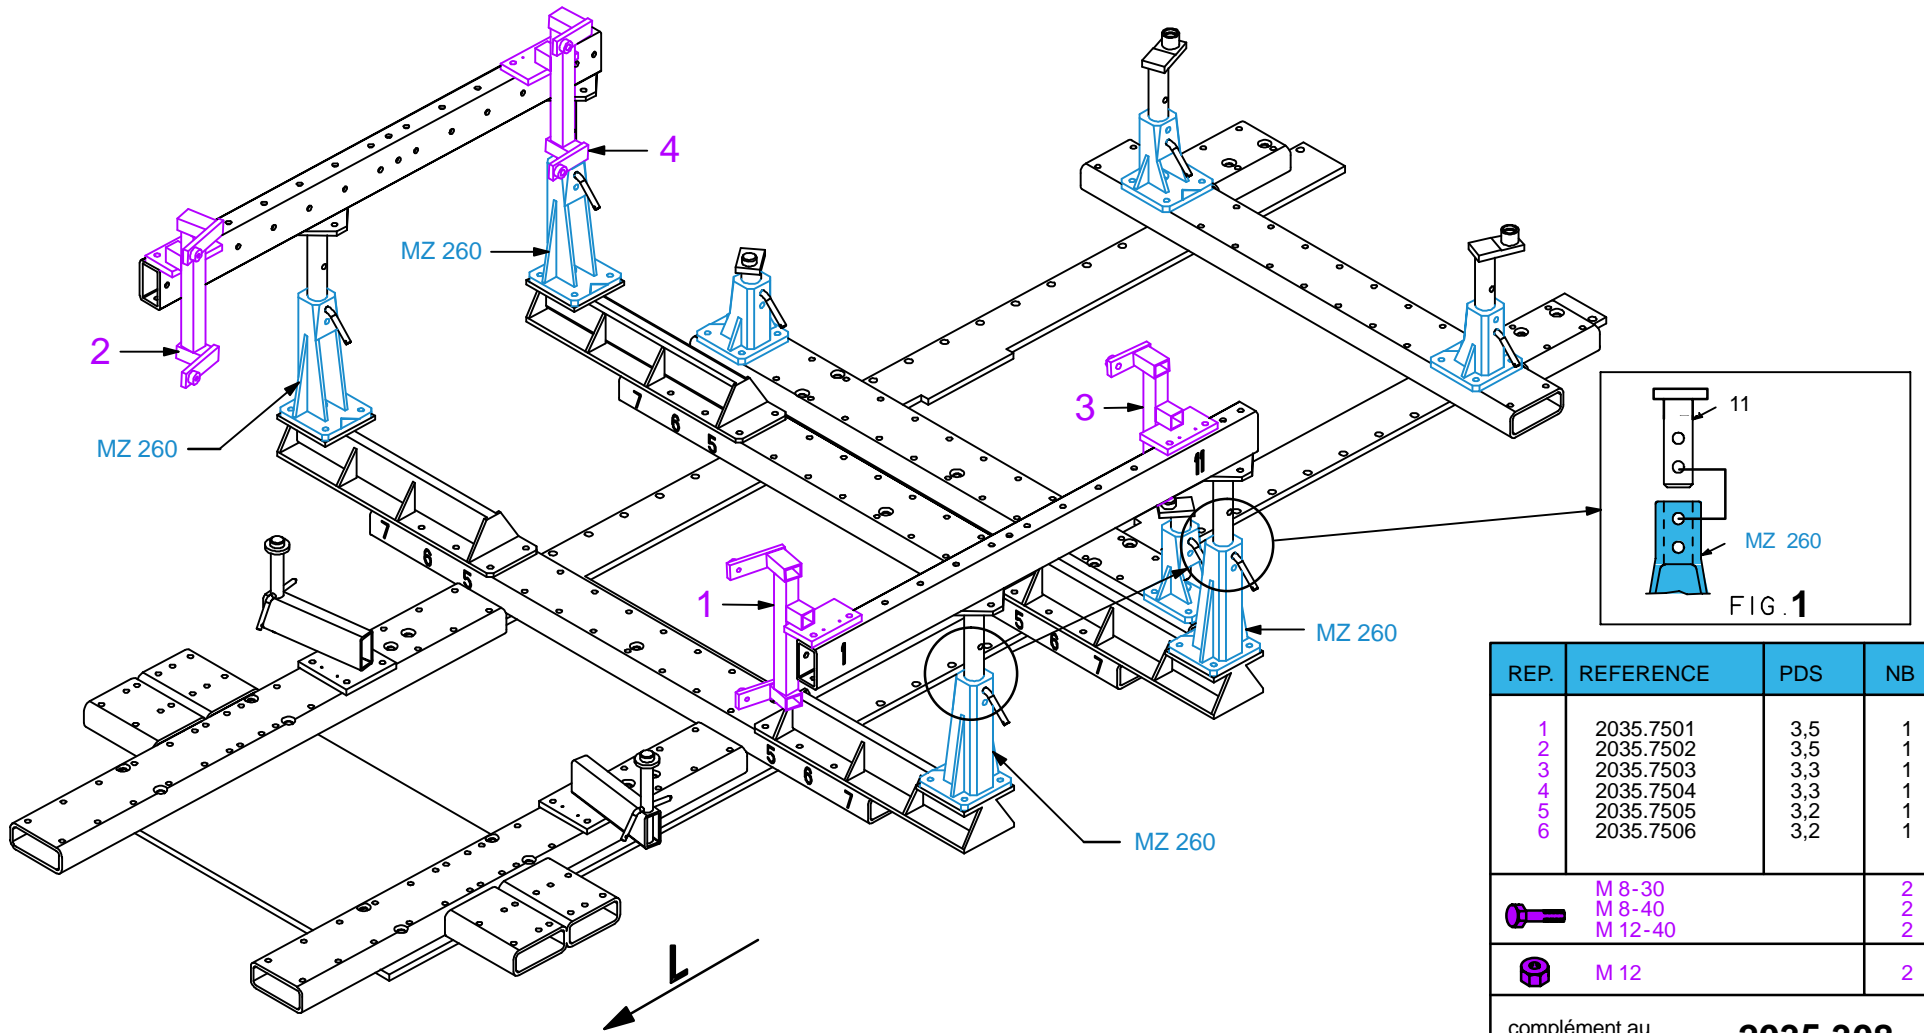 4
MZ 260
2
MZ 260
3
11
7 6 5
7 6 5
11
MZ 260
FIG.1
1
1
5 6 7
MZ 260
5 6 7
MZ 260
L
REP. REFERENCE PDS NB
1 2035.7501 3,5 1
2 2035.7502 3,5 1
3 2035.7503 3,3 1
4 2035.7504 3,3 1
5 2035.7505 3,2 1
6 2035.7506 3,2 1
M 8-30 2
M 8-40 2
M 12-40 2
M 12 2
complément au
2035.308